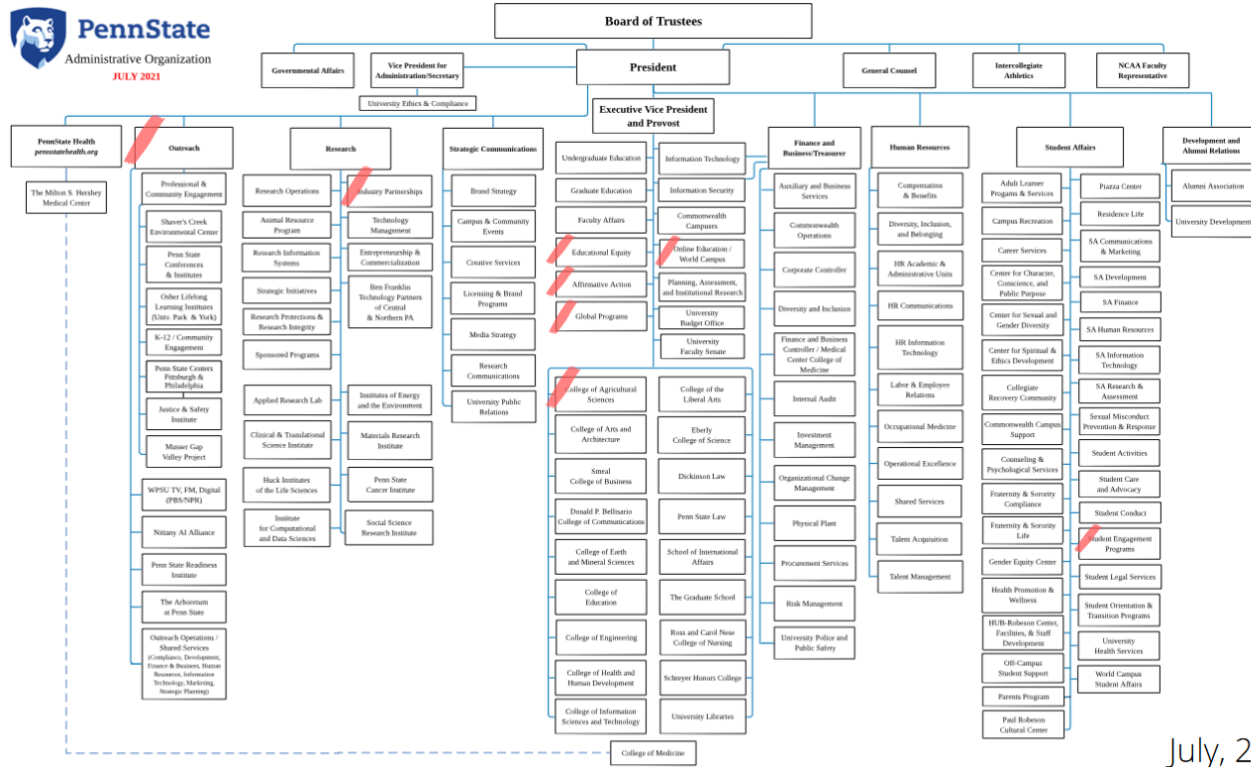 PennState
Administrative Organization
JULY 2021
Board of Trustees
President
Governmental Affairs
Vice President for
Administration/Secretary
University Ethics & Compliance
General Counsel
Intercollegiate
Athletics
NCAA Faculty
Representative
Executive Vice President
and Provost
PennState Health
pennstatehealth.org
The Milton S. Hershey
Medical Center
Outreach
Professional &
Community Engagement
Shaver's Creek
Environmental Center
Penn State
Conferences
& Institutes
Osher Lifelong
Learning Institutes
(Univ. Park & York)
K-12 / Community
Engagement
Penn State Centers
Pittsburgh &
Philadelphia
Justice & Safety
Institute
Musser Gap
Valley Project
WPSU TV, FM, Digital
(PBS/NPR)
Nittany AI Alliance
Penn State Readiness
Institute
The Arboretum
at Penn State
Outreach Operations /
Shared Services
(Compliance, Development,
Finance & Business, Human
Resources, Information
Technology, Marketing,
Strategic Planning)
Research
Research Operations
Animal Resource
Program
Research Information
Systems
Strategic Initiatives
Research Protections &
Research Integrity
Sponsored Programs
Applied Research Lab
Clinical & Translational
Science Institute
Huck Institutes
of the Life Sciences
Institute
for Computational
and Data Sciences
Industry Partnerships
Technology
Management
Entrepreneurship &
Commercialization
Ben Franklin
Technology Partners
of Central
& Northern PA
Institutes of Energy
and the Environment
Materials Research
Institute
Penn State
Cancer Institute
Social Science
Research Institute
Strategic Communications
Brand Strategy
Campus & Community
Events
Creative Services
Licensing & Brand
Programs
Media Strategy
Research
Communications
University Public
Relations
Undergraduate Education
Graduate Education
Faculty Affairs
Educational Equity
Affirmative Action
Global Programs
Information Technology
Information Security
Commonwealth
Campuses
Online Education /
World Campus
Planning, Assessment,
and Institutional Research
University
Budget Office
University
Faculty Senate
College of Agricultural
Sciences
College of Arts and
Architecture
Smeal
College of Business
Donald P. Bellisario
College of Communications
College of Earth
and Mineral Sciences
College of
Education
College of Engineering
College of Health and
Human Development
College of Information
Sciences and Technology
College of the
Liberal Arts
Eberly
College of Science
Dickinson Law
Penn State Law
School of International
Affairs
The Graduate School
Ross and Carol Nese
College of Nursing
Schreyer Honors College
University Libraries
College of Medicine
Finance and
Business/Treasurer
Auxiliary and Business
Services
Commonwealth
Operations
Corporate Controller
Diversity and Inclusion
Finance and Business
Controller / Medical
Center College of
Medicine
Internal Audit
Investment
Management
Organizational Change
Management
Physical Plant
Procurement Services
Risk Management
University Police and
Public Safety
Human Resources
Compensation
& Benefits
Diversity, Inclusion,
and Belonging
HR Academic &
Administrative Units
HR Communications
HR Information
Technology
Labor & Employee
Relations
Occupational Medicine
Operational Excellence
Shared Services
Talent Acquisition
Talent Management
Student Affairs
Adult Learner
Progams & Services
Campus Recreation
Career Services
Center for Character,
Conscience, and
Public Purpose
Center for Sexual and
Gender Diversity
Center for Spiritual &
Ethics Development
Collegiate
Recovery Community
Commonwealth Campus
Support
Counseling &
Psychological Services
Fraternity & Sorority
Compliance
Fraternity & Sorority
Life
Gender Equity Center
Health Promotion &
Wellness
HUB-Robeson Center,
Facilities, & Staff
Development
Off-Campus
Student Support
Parents Program
Paul Robeson
Cultural Center
Piazza Center
Residence Life
SA Communications
& Marketing
SA Development
SA Finance
SA Human Resources
SA Information
Technology
SA Research &
Assessment
Sexual Misconduct
Prevention & Response
Student Activities
Student Care
and Advocacy
Student Conduct
Student Engagement
Programs
Student Legal Services
Student Orientation &
Transition Programs
University
Health Services
World Campus
Student Affairs
Development and
Alumni Relations
Alumni Association
University Development
July, 2